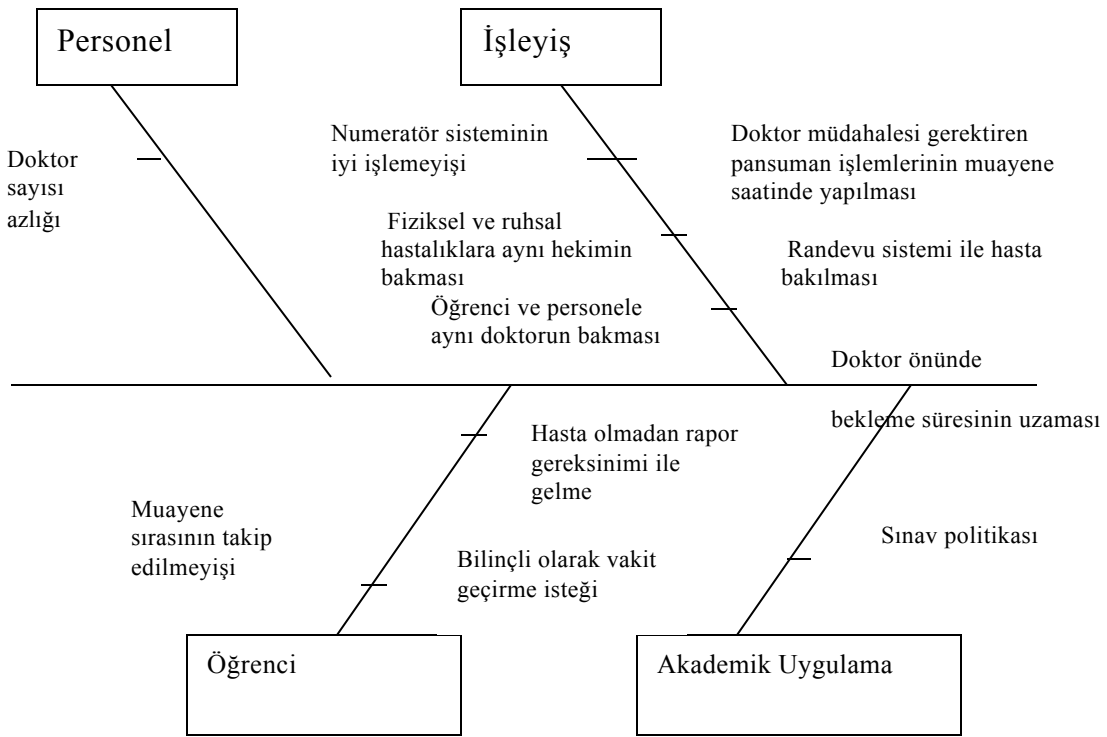 Personel
İşleyiş
Doktor
sayısı
azlığı
Numeratör sisteminin
iyi işlemeyişi
Fiziksel ve ruhsal
hastalıklara aynı hekimin
bakması
Öğrenci ve personele
aynı doktorun bakması
Doktor müdahalesi gerektiren
pansuman işlemlerinin muayene
saatinde yapılması
Randevu sistemi ile hasta
bakılması
Doktor önünde
bekleme süresinin uzaması
Muayene
sırasının takip
edilmeyişi
Hasta olmadan rapor
gereksinimi ile
gelme
Bilinçli olarak vakit
geçirme isteği
Sınav politikası
Öğrenci
Akademik Uygulama